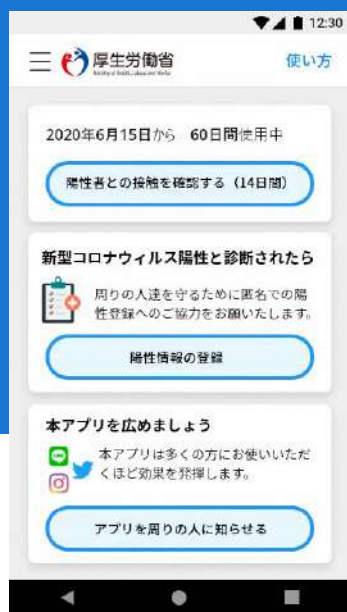 12:30
厚生労働省
Ministry of Health, Labour and Welfare
使い方
2020年6月15日から 60日間使用中
陽性者との接触を確認する（14日間）
新型コロナウィルス陽性と診断されたら
周りの人達を守るために匿名での陽
性登録へのご協力をお願いいたします。
陽性情報の登録
本アプリを広めましょう
本アプリは多くの方にお使いいただ
くほど効果を発揮します。
アプリを周りの人に知らせる